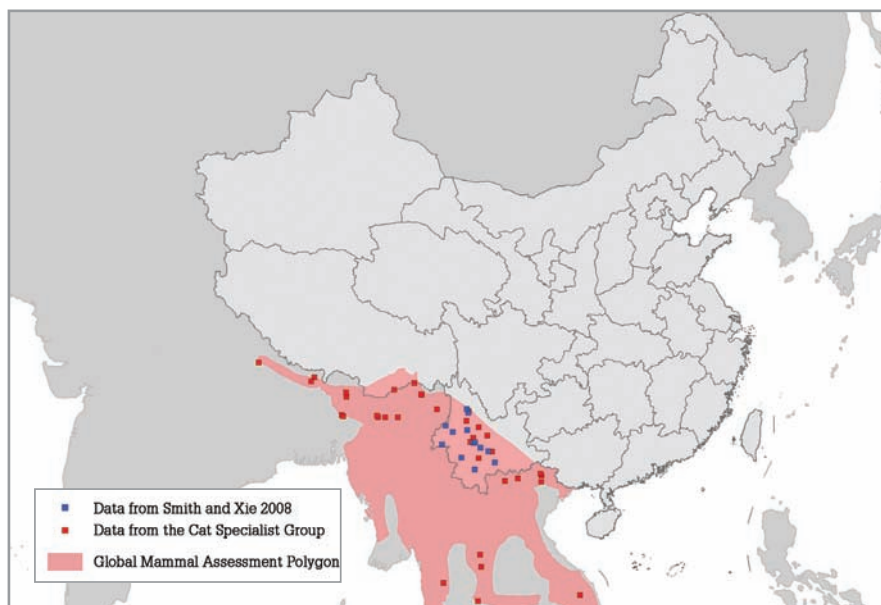 Data from Smith and Xie 2008
Data from the Cat Specialist Group
Global Mammal Assessment Polygon